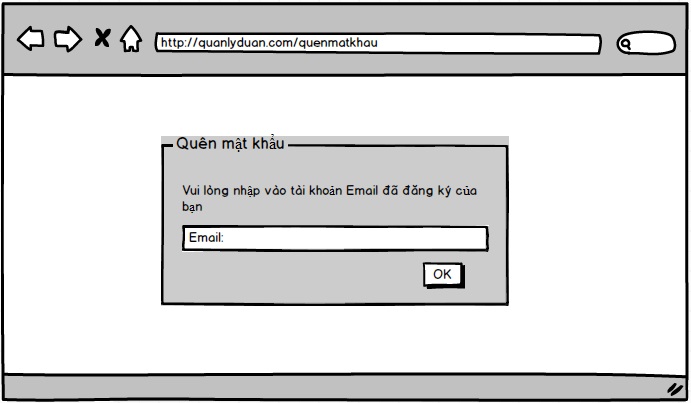 http://quanlyduan.com/quenmatkhau
Quên mật khẩu
Vui lòng nhập vào tài khoản Email đã đăng ký của
bạn
Email:
OK